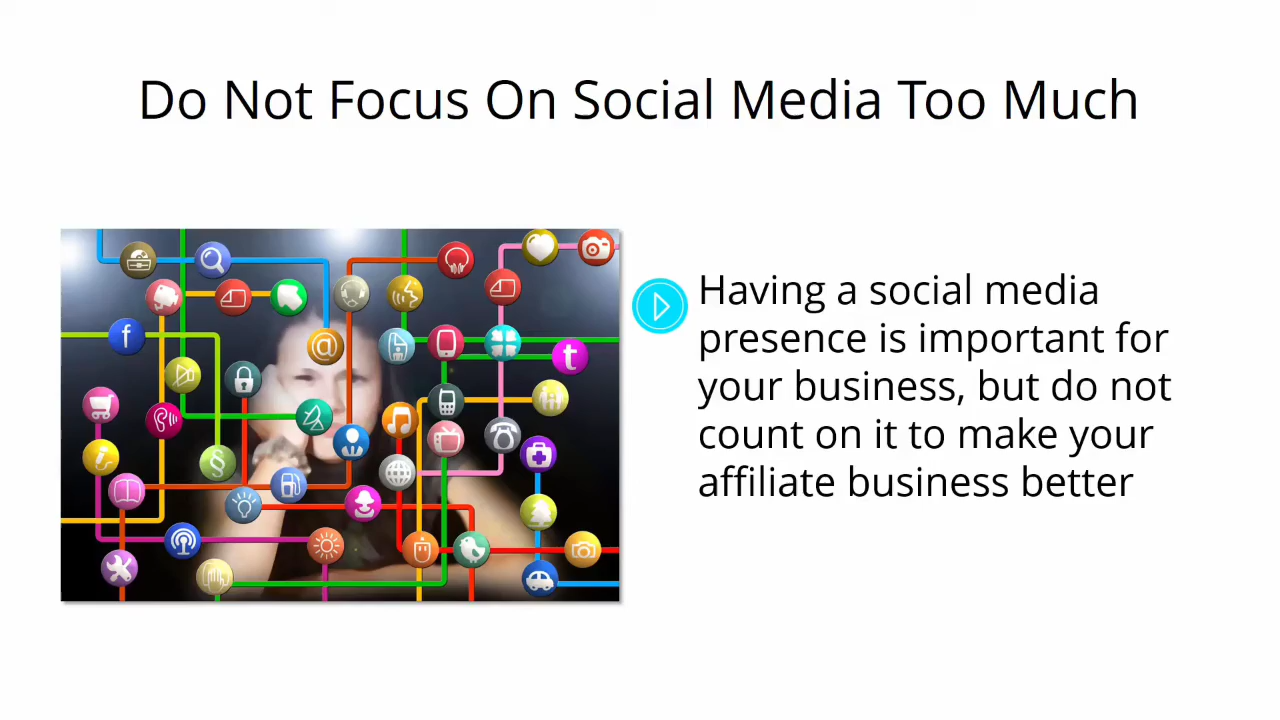 Do Not Focus On Social Media Too Much
Having a social media
presence is important for
your business, but do not
count on it to make your
affiliate business better
f
@
t
i
§